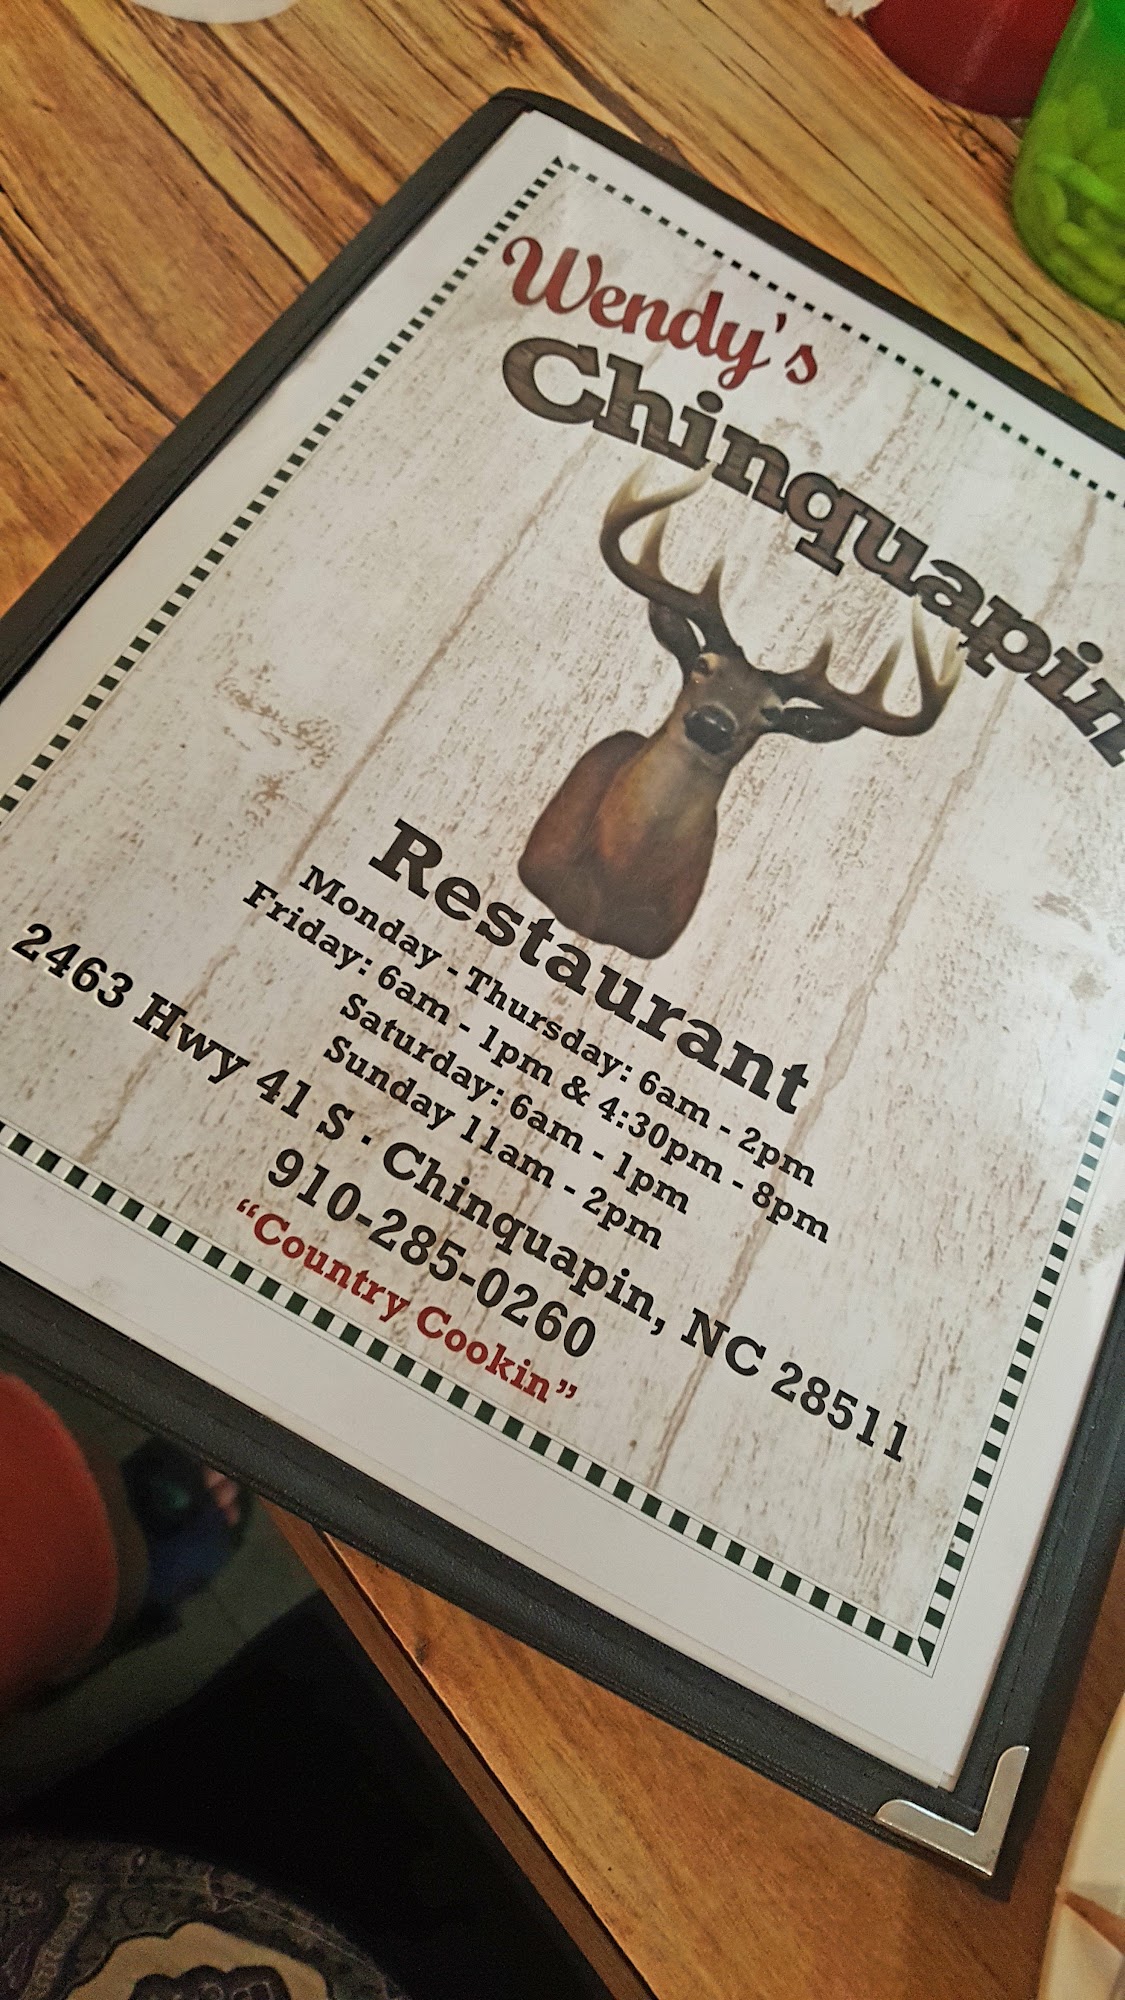 Wendy's
Chinquapin
Restaurant
Monday - Thursday: 6am - 2pm
Friday: 6am - 1pm & 4:30pm - 8pm
Saturday: 6am - 1pm
Sunday 11am - 2pm
2463 Hwy 41 S · Chinquapin, NC 28511
910-285-0260
“Country Cookin”